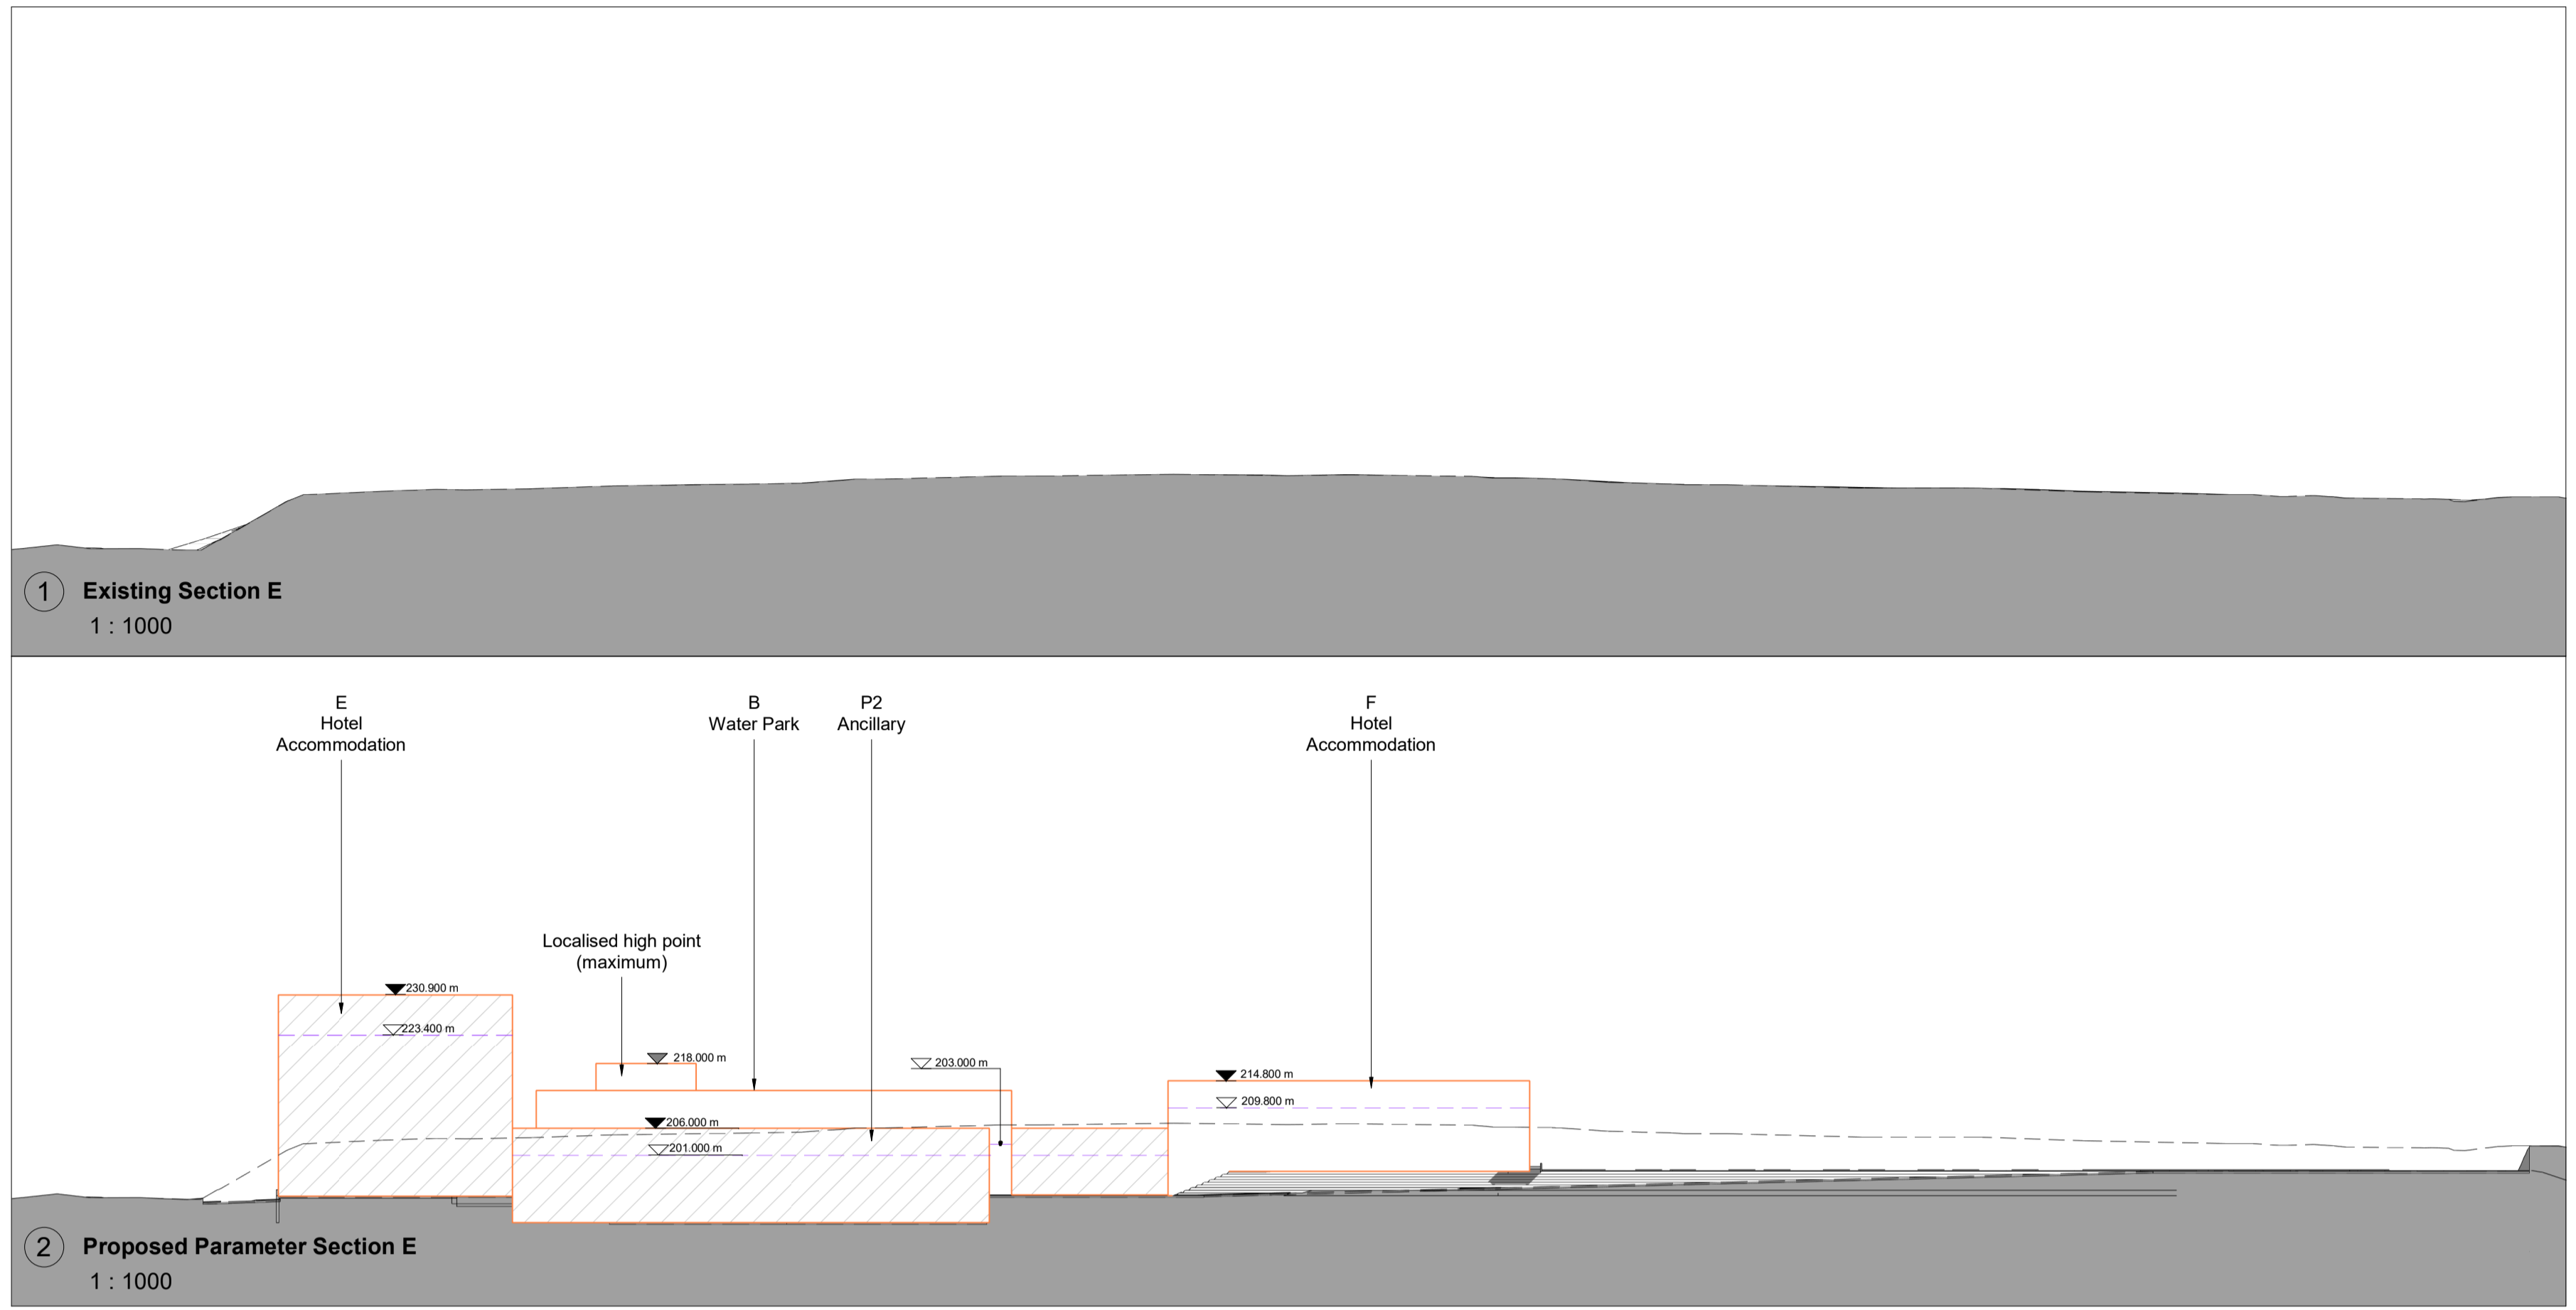 1
Existing Section E
1 : 1000
E
Hotel
Accommodation
B
Water Park
P2
Ancillary
F
Hotel
Accommodation
Localised high point
(maximum)
230.900 m
223.400 m
218.000 m
203.000 m
214.800 m
209.800 m
206.000 m
201.000 m
2
Proposed Parameter Section E
1 : 1000